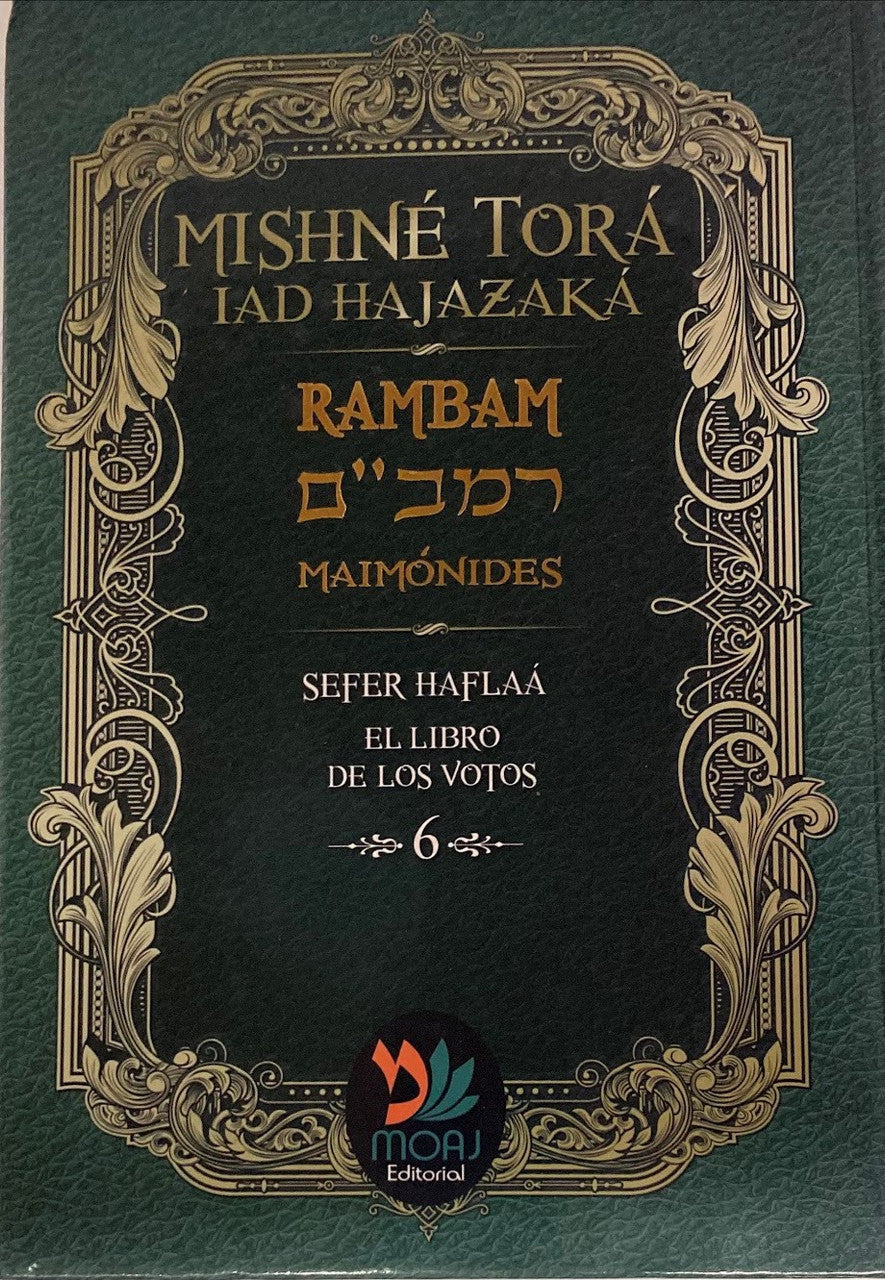 MISHNÉ TORÁ
IAD HAJAZAKÁ
RAMBAM
רמב"ם
MAIMÓNIDES
SEFER HAFLAÁ
EL LIBRO
DE LOS VOTOS
6
מ
MOAJ
Editorial